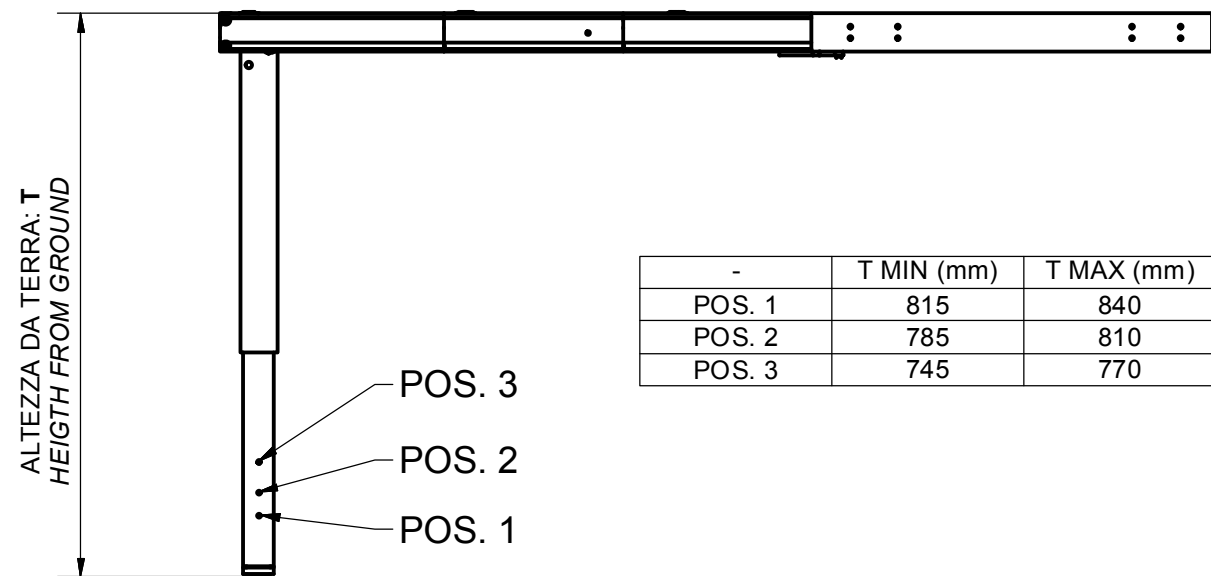 ALTEZZA DA TERRA: T
HEIGTH FROM GROUND
- T MIN (mm) T MAX (mm)
POS. 1 815 840
POS. 2 785 810
POS. 3 745 770
POS. 3
POS. 2
POS. 1